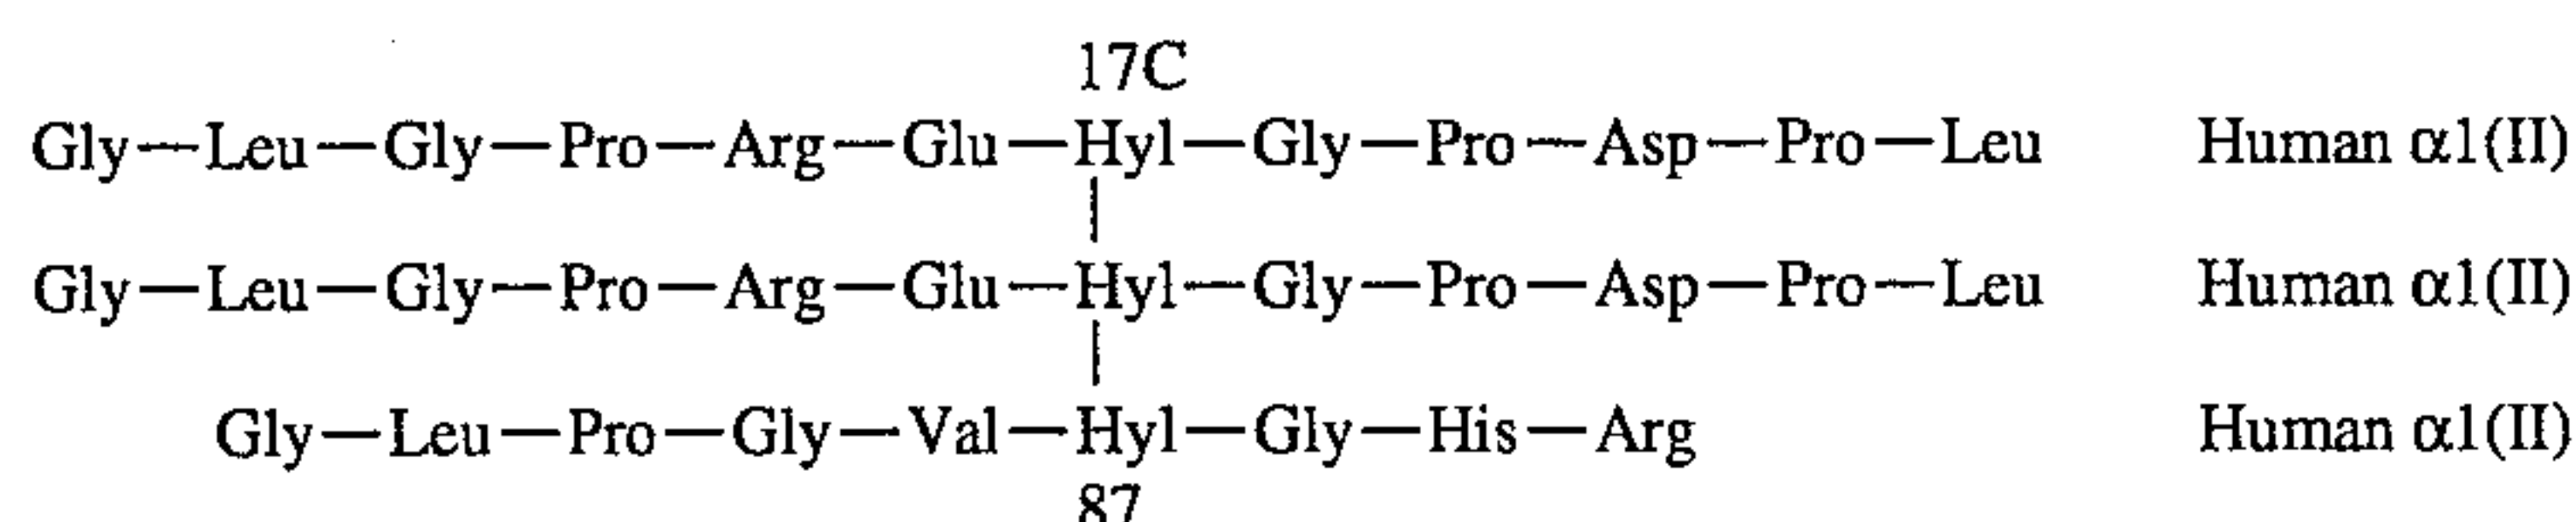 17C
Gly—Leu—Gly—Pro—Arg—Glu—Hyl—Gly—Pro—Asp—Pro—Leu Human α1(II)
Gly—Leu—Gly—Pro—Arg—Glu—Hyl—Gly—Pro—Asp—Pro—Leu Human α1(II)
Gly—Leu—Pro—Gly—Val—Hyl—Gly—His—Arg Human α1(II)
87